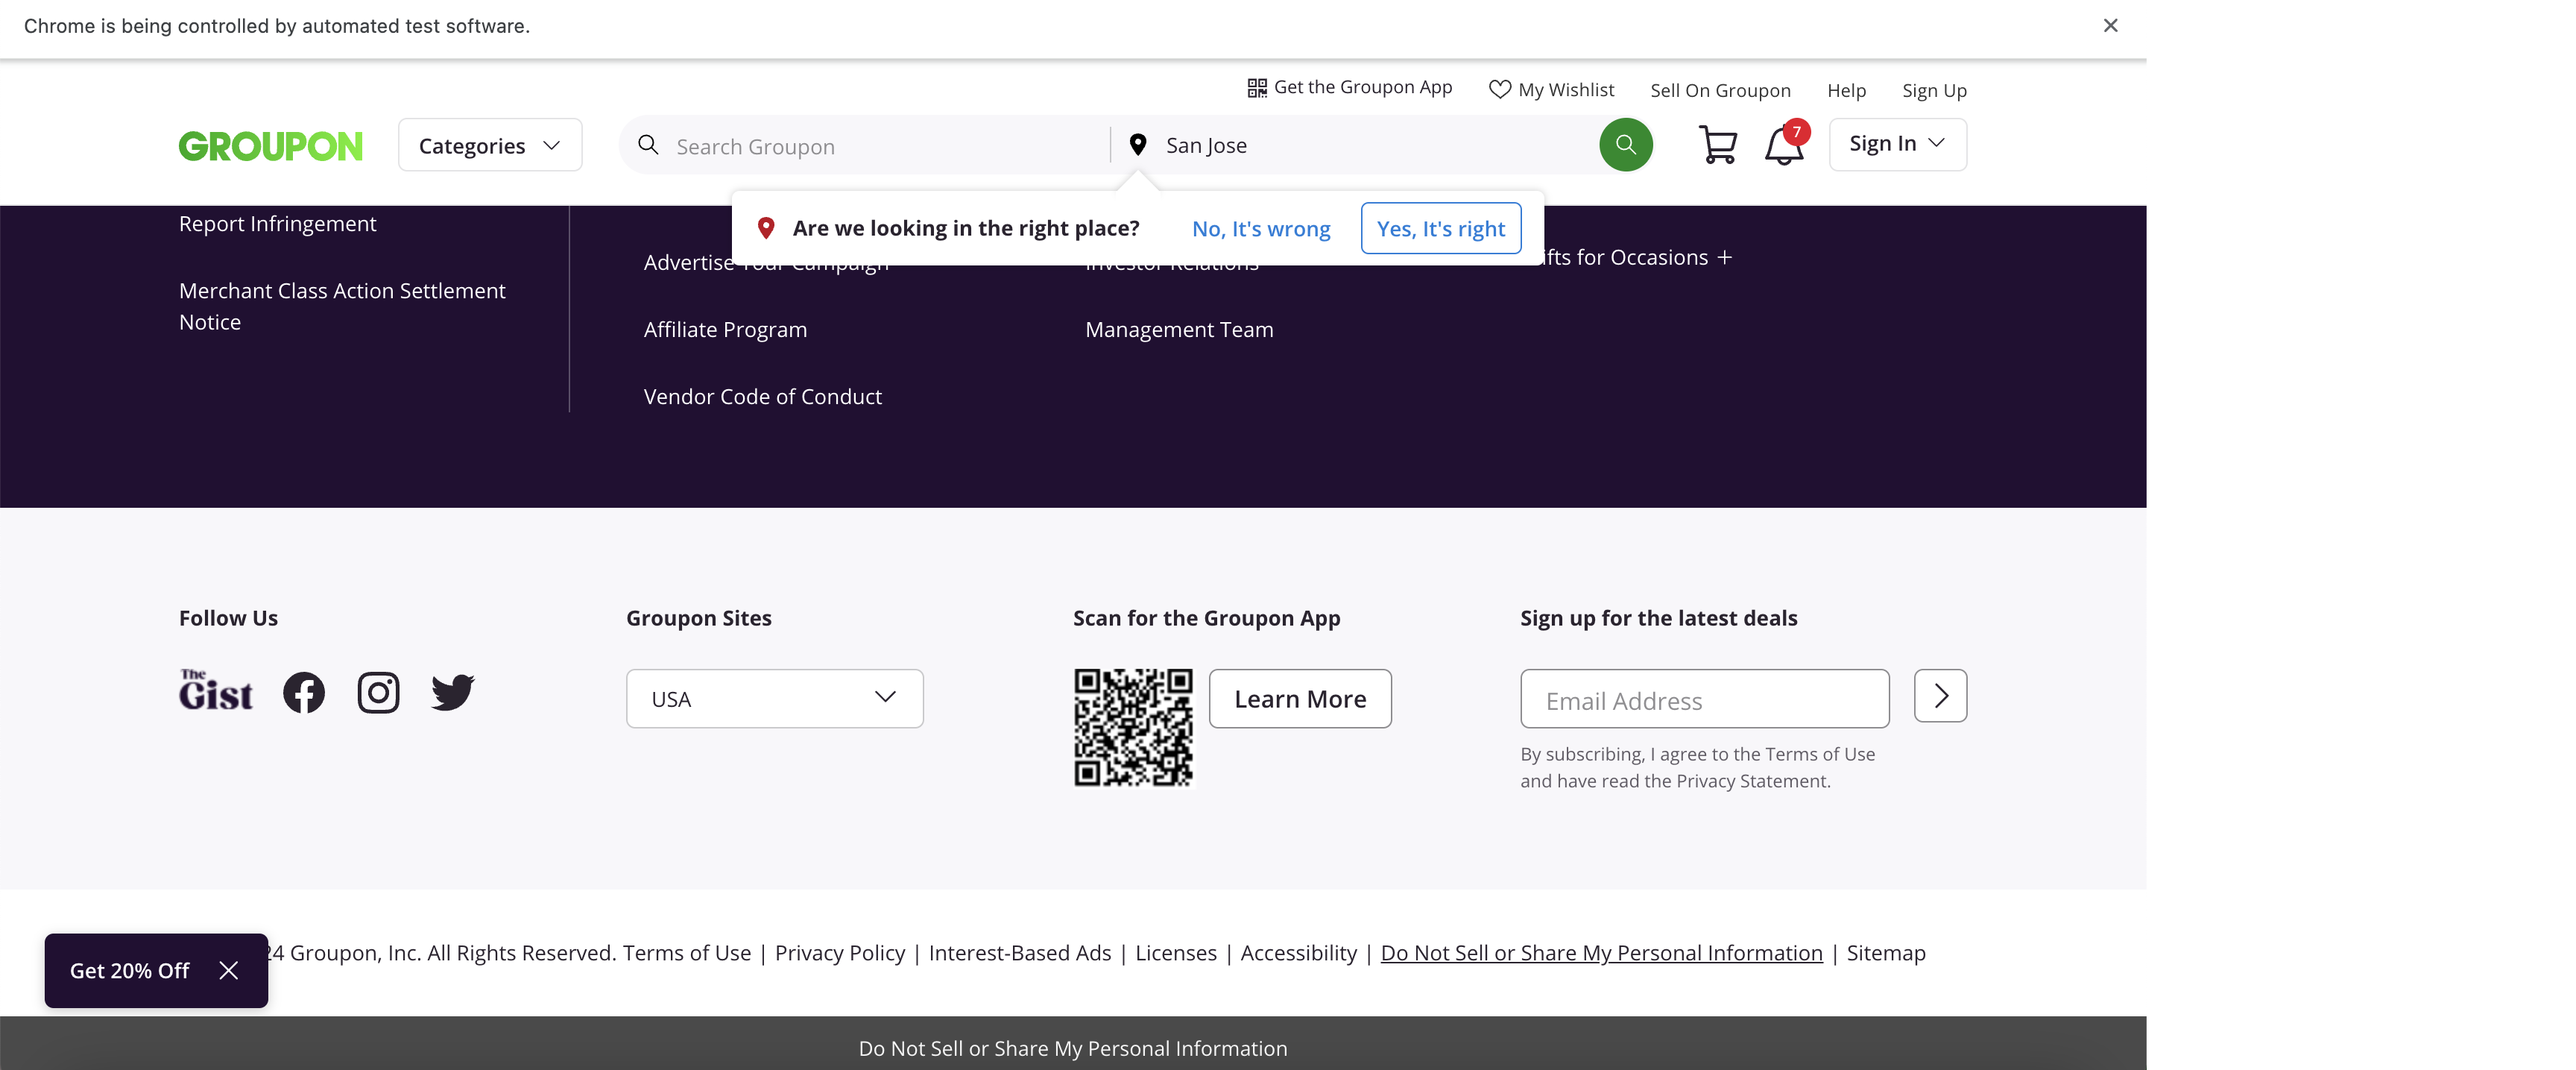 Chrome is being controlled by automated test software.
Get the Groupon App
My Wishlist
Sell On Groupon
Help
Sign Up
GROUPON
Categories
Search Groupon
San Jose
7
Sign In
Are we looking in the right place?
No, It's wrong
Yes, It's right
Report Infringement
Merchant Class Action Settlement
Notice
Advertise Your Campaign
Affiliate Program
Vendor Code of Conduct
Investor Relations
Management Team
ifts for Occasions +
Follow Us
The
Gist
Groupon Sites
USA
Scan for the Groupon App
Learn More
Sign up for the latest deals
Email Address
By subscribing, I agree to the Terms of Use
and have read the Privacy Statement.
Get 20% Off
24 Groupon, Inc. All Rights Reserved. Terms of Use | Privacy Policy | Interest-Based Ads | Licenses | Accessibility | Do Not Sell or Share My Personal Information | Sitemap
Do Not Sell or Share My Personal Information